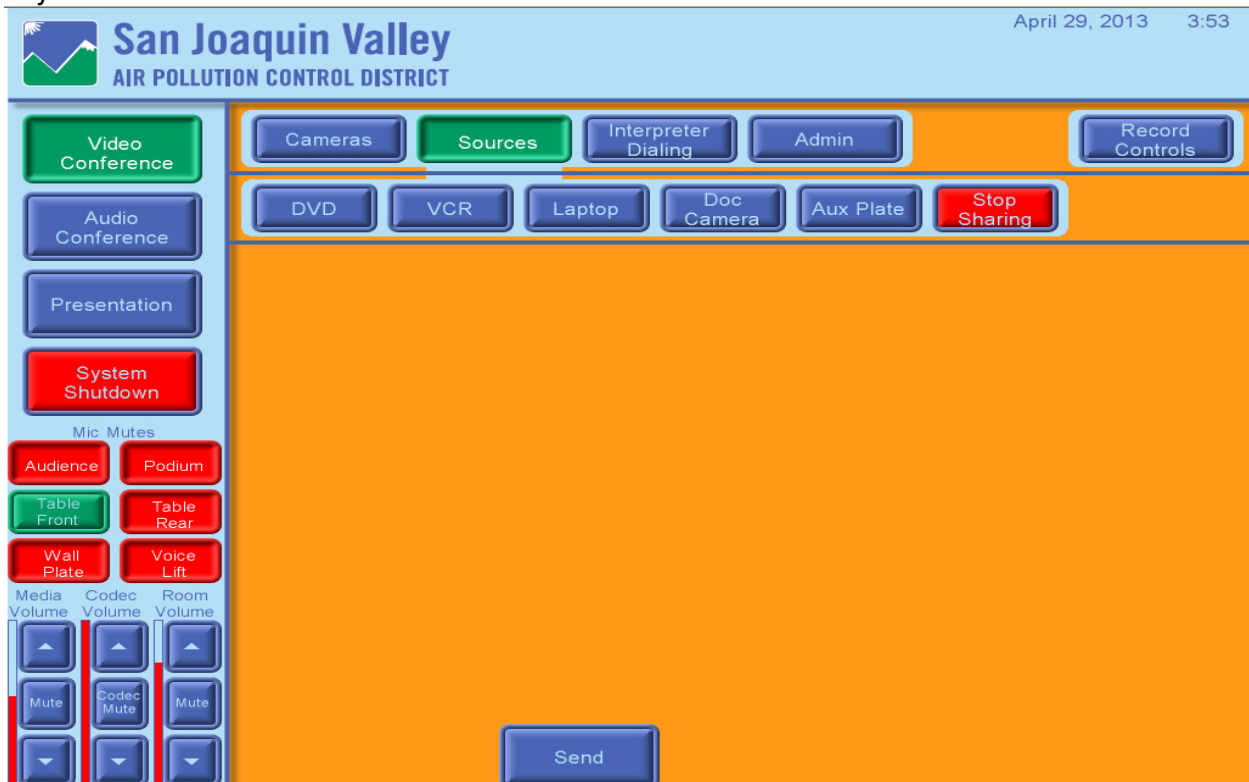 San Joaquin Valley
AIR POLLUTION CONTROL DISTRICT
April 29, 2013 3:53
Video
Conference
Audio
Conference
Presentation
System
Shutdown
Cameras
Sources
Interpreter
Dialing
Admin
Record
Controls
DVD
VCR
Laptop
Doc
Camera
Aux Plate
Stop
Sharing
Mic Mutes
Audience
Podium
Table
Front
Table
Rear
Wall
Plate
Voice
Lift
Media
Volume
Codec
Volume
Room
Volume
Mute
Codec
Mute
Mute
Send